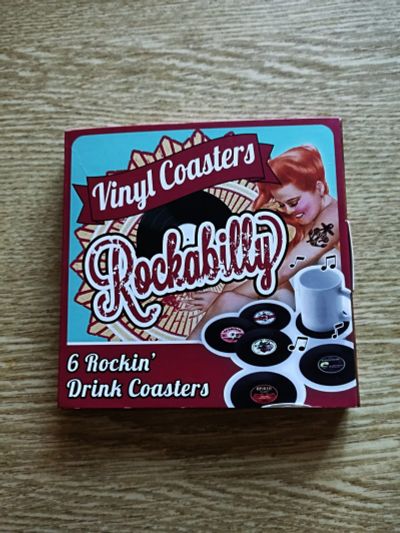 Vinyl Coasters
Rockabilly
6 Rockin'
Drink Coasters